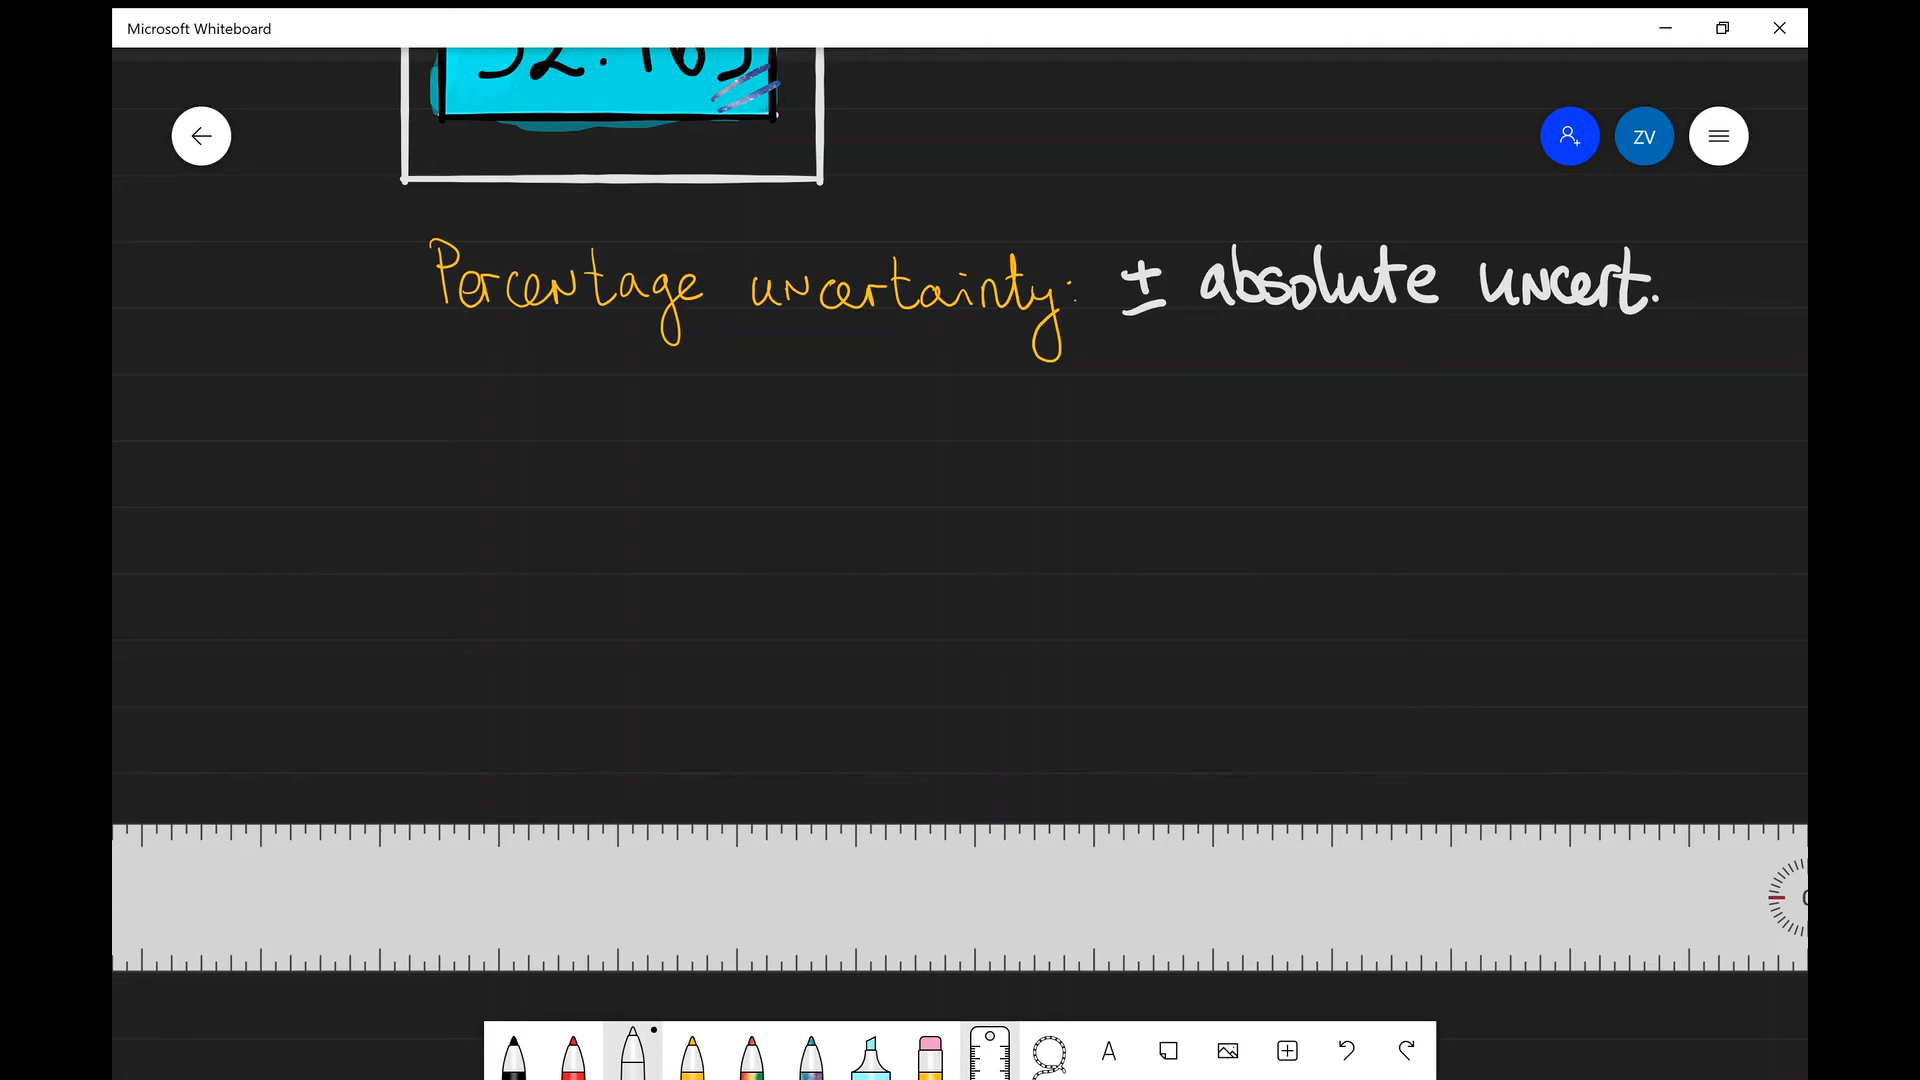 Microsoft Whiteboard
ZV
Percentage uncertainty: ± absolute uncert.